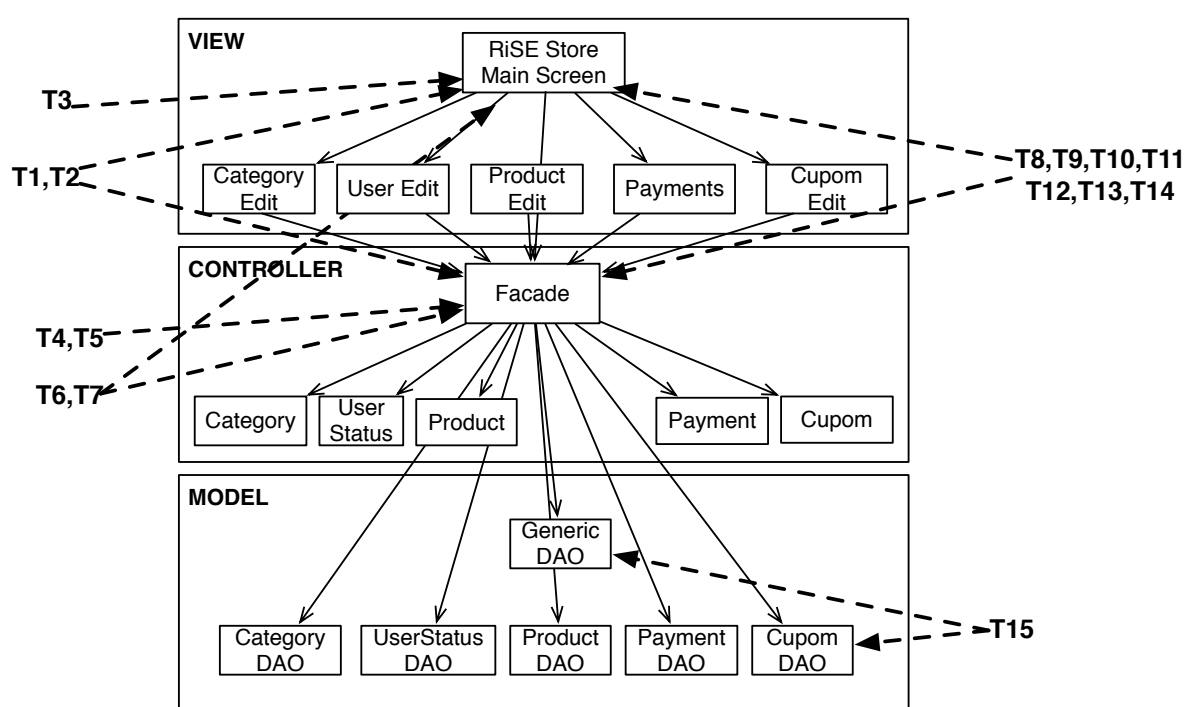 VIEW
RiSE Store
Main Screen
T3
T1,T2
Category
Edit
User Edit
Product
Edit
Payments
Cupom
Edit
T8,T9,T10,T11
T12,T13,T14
CONTROLLER
Facade
T4,T5
T6,T7
Category
User
Status
Product
Payment
Cupom
MODEL
Generic
DAO
Category
DAO
UserStatus
DAO
Product
DAO
Payment
DAO
Cupom
DAO
T15